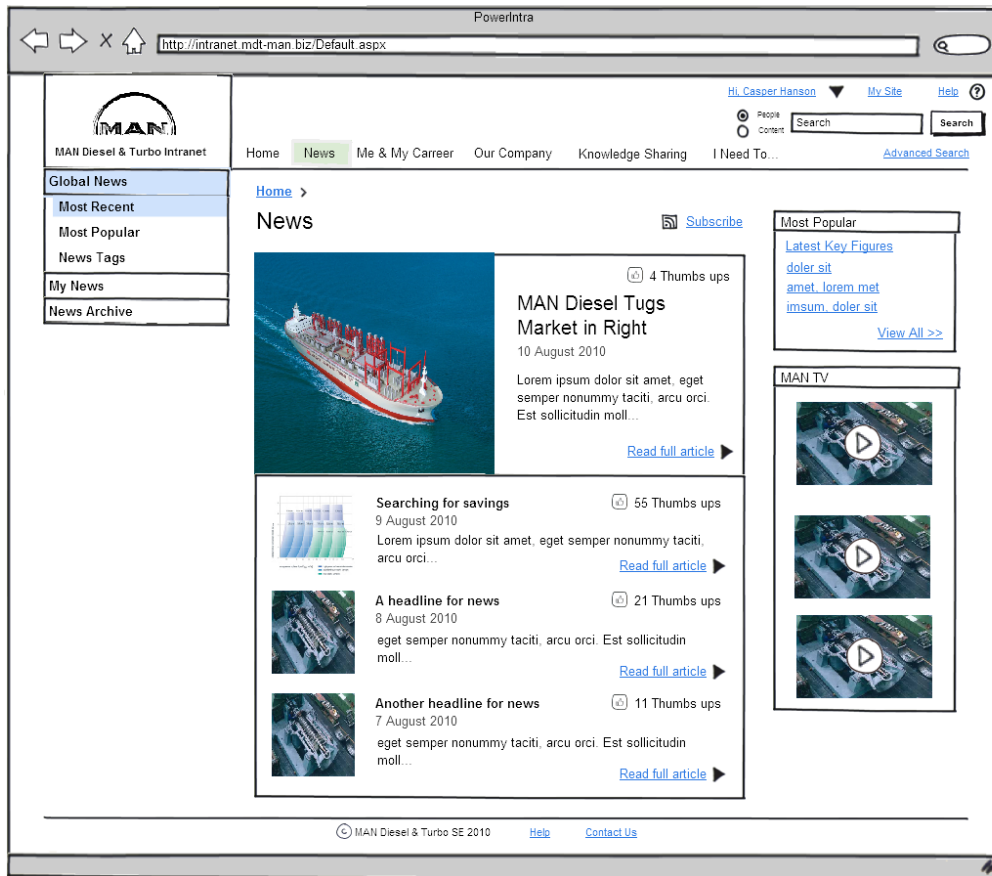 PowerIntra
http://intranet.mdt-man.biz/Default.aspx
MAN
MAN Diesel & Turbo Intranet
Hi, Casper Hanson
My Site
Help
?
People
Content
Search
Search
Advanced Search
Home
News
Me & My Carreer
Our Company
Knowledge Sharing
I Need To...
Global News
Most Recent
Most Popular
News Tags
My News
News Archive
Home >
News
Subscribe
4 Thumbs ups
MAN Diesel Tugs
Market in Right
10 August 2010
Lorem ipsum dolor sit amet, eget
semper nonummy taciti, arcu orci.
Est sollicitudin moll...
Read full article
Searching for savings
55 Thumbs ups
9 August 2010
Lorem ipsum dolor sit amet, eget semper nonummy taciti,
arcu orci...
Read full article
A headline for news
21 Thumbs ups
8 August 2010
eget semper nonummy taciti, arcu orci. Est sollicitudin
moll...
Read full article
Another headline for news
11 Thumbs ups
7 August 2010
eget semper nonummy taciti, arcu orci. Est sollicitudin
moll...
Read full article
Most Popular
Latest Key Figures
doler sit
amet, lorem met
imsum, doler sit
View All >>
MAN TV
© MAN Diesel & Turbo SE 2010
Help
Contact Us